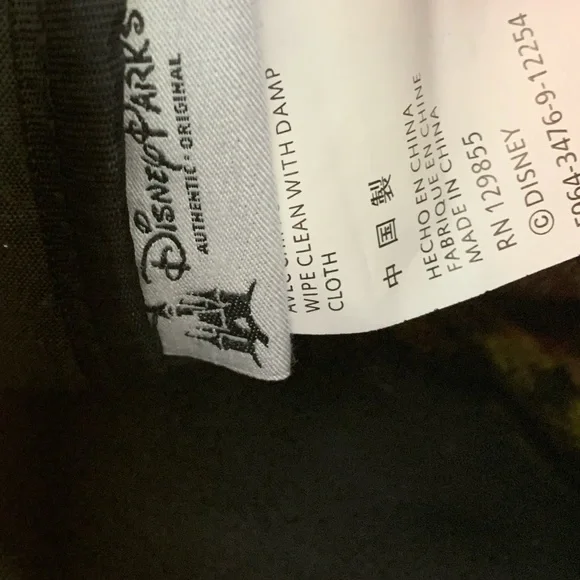 DISNEY PARKS
AUTHENTIC · ORIGINAL
WIPE CLEAN WITH DAMP
CLOTH
中国製
HECHO EN CHINA
FABRIQUE EN CHINE
MADE IN CHINA
RN 129855
© DISNEY
3476-9-12254